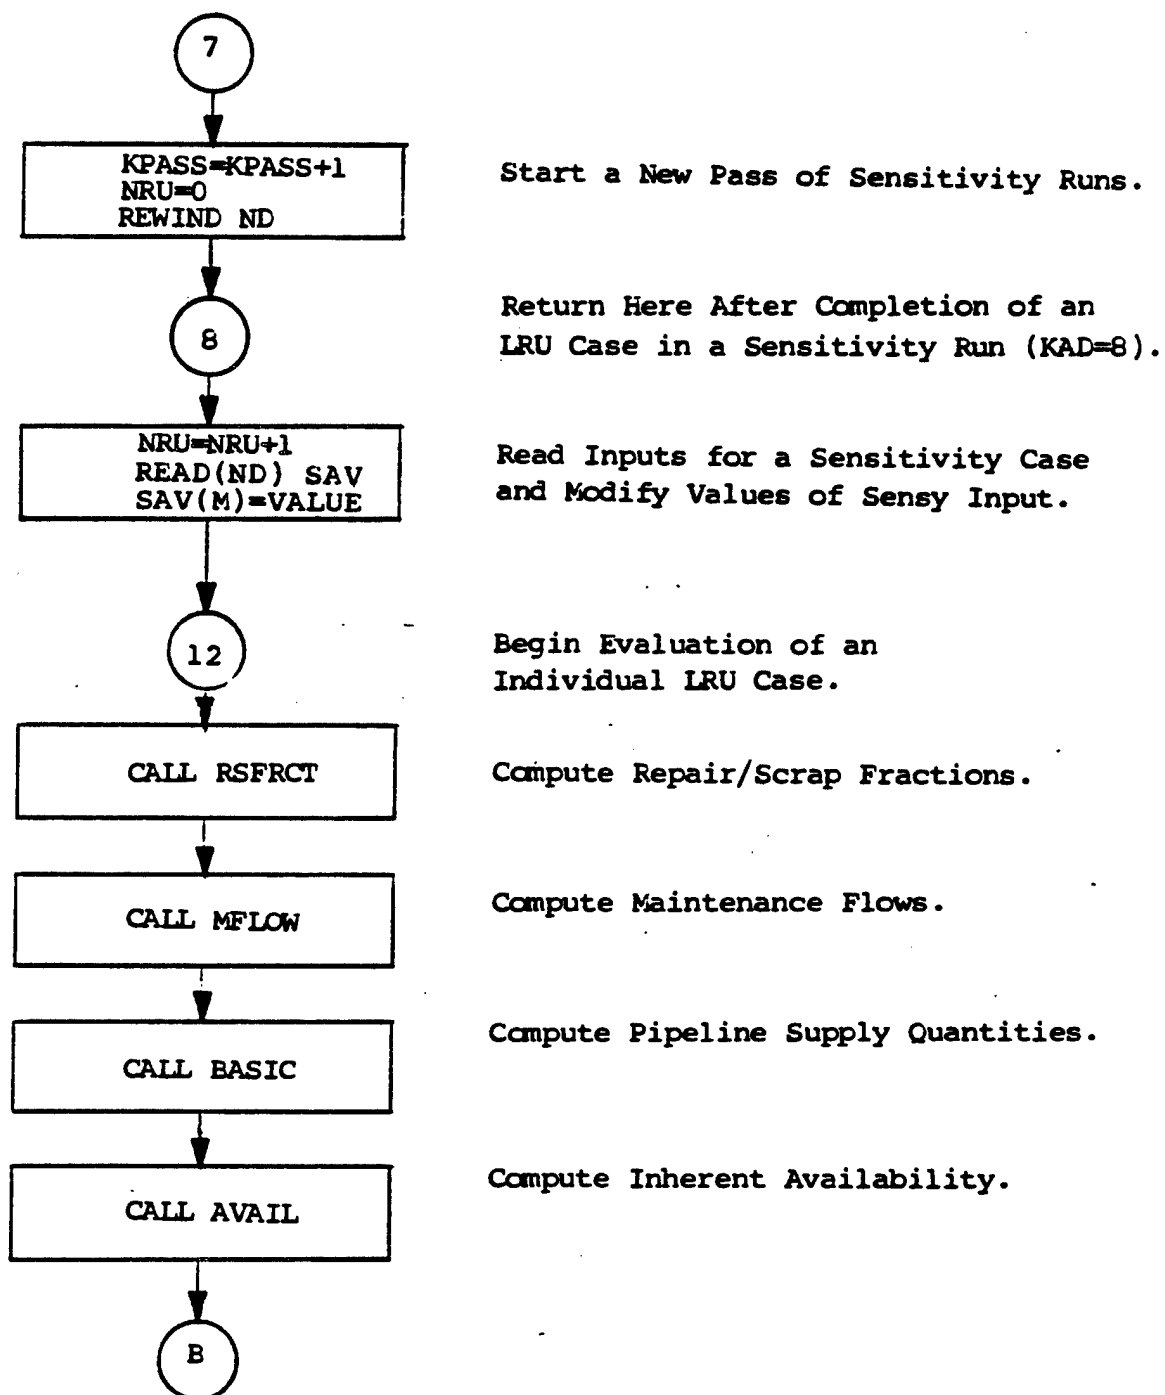 7
KPASS=KPASS+1
NRU=0
REWIND ND
Start a New Pass of Sensitivity Runs.
8
Return Here After Completion of an
LRU Case in a Sensitivity Run (KAD=8).
NRU=NRU+1
READ(ND) SAV
SAV(M)=VALUE
Read Inputs for a Sensitivity Case
and Modify Values of Sensy Input.
12
Begin Evaluation of an
Individual LRU Case.
CALL RSFRCT
Compute Repair/Scrap Fractions.
CALL MFLOW
Compute Maintenance Flows.
CALL BASIC
Compute Pipeline Supply Quantities.
CALL AVAIL
Compute Inherent Availability.
B